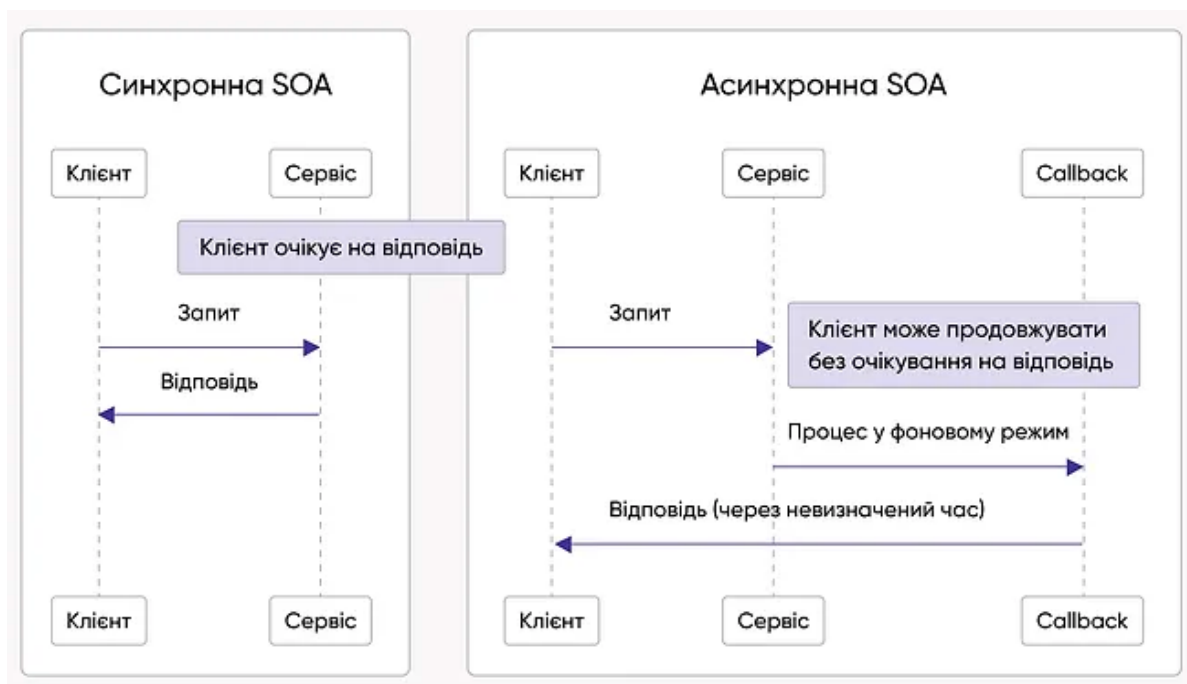 Синхронна SOA
Клієнт
Сервіс
Клієнт очікує на відповідь
Запит
Відповідь
Клієнт
Сервіс
Асинхронна SOA
Клієнт
Сервіс
Callback
Запит
Клієнт може продовжувати
без очікування на відповідь
Процес у фоновому режим
Відповідь (через невизначений час)
Клієнт
Сервіс
Callback